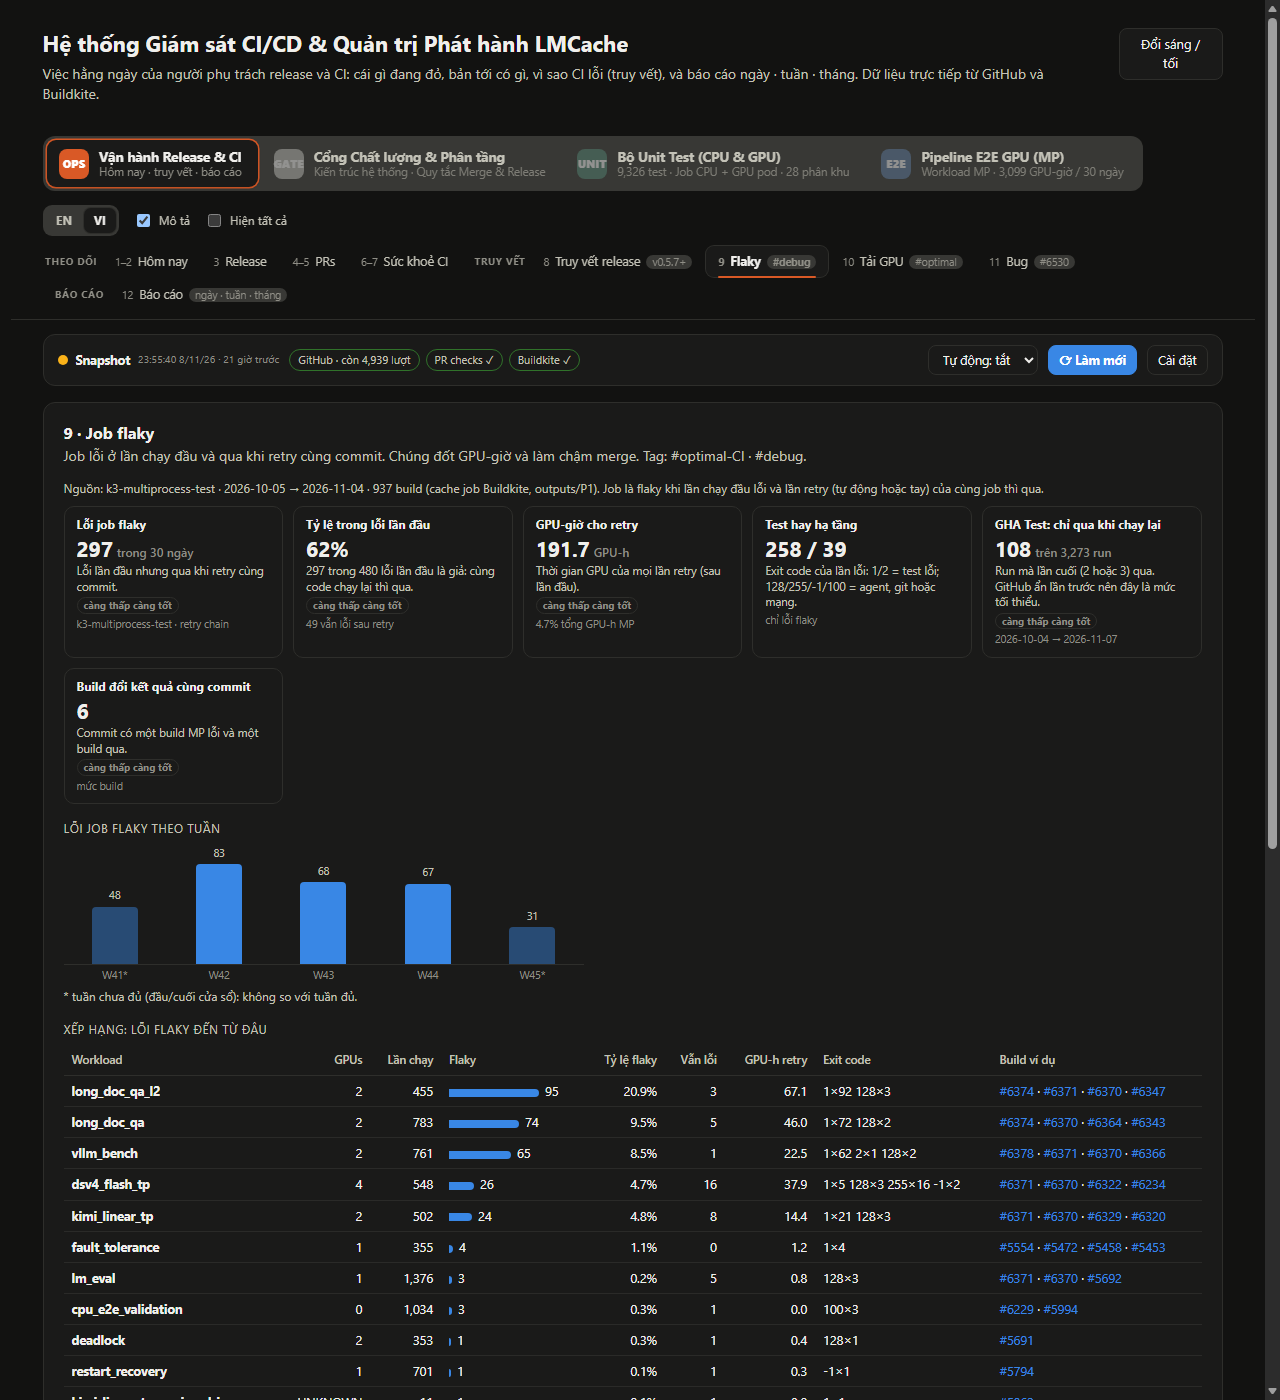 Hệ thống Giám sát CI/CD & Quản trị Phát hành LMCache
Việc hằng ngày của người phụ trách release và CI: cái gì đang đỏ, bản tới có gì, vì sao CI lỗi (truy vết), và báo cáo ngày · tuần · tháng. Dữ liệu trực tiếp từ GitHub và
Buildkite.
Đổi sáng /
tối
OPS Vận hành Release & CI
Hôm nay · truy vết · báo cáo
GATE Cổng Chất lượng & Phân tầng
Kiến trúc hệ thống · Quy tắc Merge & Release
UNIT Bộ Unit Test (CPU & GPU)
9,326 test · Job CPU + GPU pod · 28 phân khu
E2E Pipeline E2E GPU (MP)
Workload MP · 3,099 GPU-giờ / 30 ngày
EN VI Mô tả Hiện tất cả
THEO DÕI 1–2 Hôm nay 3 Release 4–5 PRs 6–7 Sức khoẻ CI TRUY VẾT 8 Truy vết release v0.5.7+ 9 Flaky #debug 10 Tải GPU #optimal 11 Bug #6530
BÁO CÁO 12 Báo cáo ngày · tuần · tháng
Snapshot 23:55:40 8/11/26 · 21 giờ trước GitHub · còn 4,939 lượt PR checks ✓ Buildkite ✓ Tự động: tắt ⟳ Làm mới Cài đặt
9 · Job flaky
Job lỗi ở lần chạy đầu và qua khi retry cùng commit. Chúng đốt GPU-giờ và làm chậm merge. Tag: #optimal-CI · #debug.
Nguồn: k3-multiprocess-test · 2026-10-05 → 2026-11-04 · 937 build (cache job Buildkite, outputs/P1). Job là flaky khi lần chạy đầu lỗi và lần retry (tự động hoặc tay) của cùng job thì qua.
Lỗi job flaky
297 trong 30 ngày
Lỗi lần đầu nhưng qua khi retry cùng
commit.
càng thấp càng tốt
k3-multiprocess-test · retry chain
Tỷ lệ trong lỗi lần đầu
62%
297 trong 480 lỗi lần đầu là giả: cùng
code chạy lại thì qua.
càng thấp càng tốt
49 vẫn lỗi sau retry
GPU-giờ cho retry
191.7 GPU-h
Thời gian GPU của mọi lần retry (sau
lần đầu).
càng thấp càng tốt
4.7% tổng GPU-h MP
Test hay hạ tầng
258 / 39
Exit code của lần lỗi: 1/2 = test lỗi;
128/255/-1/100 = agent, git hoặc
mạng.
chỉ lỗi flaky
GHA Test: chỉ qua khi chạy lại
108 trên 3,273 run
Run mà lần cuối (2 hoặc 3) qua.
GitHub ẩn lần trước nên đây là mức
tối thiểu.
càng thấp càng tốt
2026-10-04 → 2026-11-07
Build đổi kết quả cùng commit
6
Commit có một build MP lỗi và một
build qua.
càng thấp càng tốt
mức build
LỖI JOB FLAKY THEO TUẦN
48 83 68 67 31
W41* W42 W43 W44 W45*
* tuần chưa đủ (đầu/cuối cửa sổ): không so với tuần đủ.
XẾP HẠNG: LỖI FLAKY ĐẾN TỪ ĐÂU
Workload GPUs Lần chạy Flaky Tỷ lệ flaky Vẫn lỗi GPU-h retry Exit code Build ví dụ
long_doc_qa_l2 2 455 95 20.9% 3 67.1 1×92 128×3 #6374 · #6371 · #6370 · #6347
long_doc_qa 2 783 74 9.5% 5 46.0 1×72 128×2 #6374 · #6370 · #6364 · #6343
vllm_bench 2 761 65 8.5% 1 22.5 1×62 2×1 128×2 #6378 · #6371 · #6370 · #6366
dsv4_flash_tp 4 548 26 4.7% 16 37.9 1×5 128×3 255×16 -1×2 #6371 · #6370 · #6322 · #6234
kimi_linear_tp 2 502 24 4.8% 8 14.4 1×21 128×3 #6371 · #6370 · #6329 · #6320
fault_tolerance 1 355 4 1.1% 0 1.2 1×4 #5554 · #5472 · #5458 · #5453
lm_eval 1 1,376 3 0.2% 5 0.8 128×3 #6371 · #6370 · #5692
cpu_e2e_validation 0 1,034 3 0.3% 1 0.0 100×3 #6229 · #5994
deadlock 2 353 1 0.3% 1 0.4 128×1 #5691
restart_recovery 1 701 1 0.1% 1 0.3 -1×1 #5794